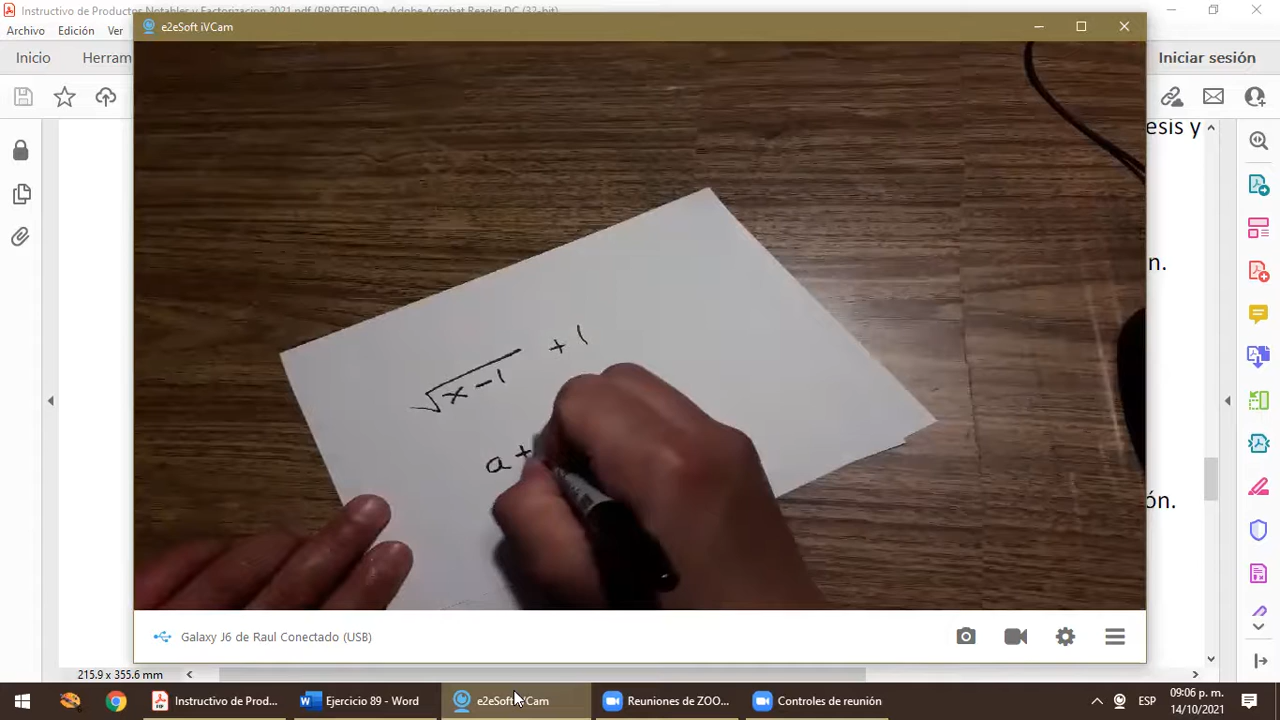 Instructivo de Productos Notables y Factorizacion 2021.pdf (PROTEGIDO) - Adobe Acrobat Reader DC (32-bit)
e2eSoft iVCam
Archivo Edición Ver
Inicio Herram
Iniciar sesión
esis y
n.
√x-1 + 1
a +
ón.
Galaxy J6 de Raul Conectado (USB)
215.9 x 355.6 mm
Instructivo de Prod...
Ejercicio 89 - Word
e2eSoft iVCam
Reuniones de ZOO...
Controles de reunión
ESP
09:06 p. m.
14/10/2021